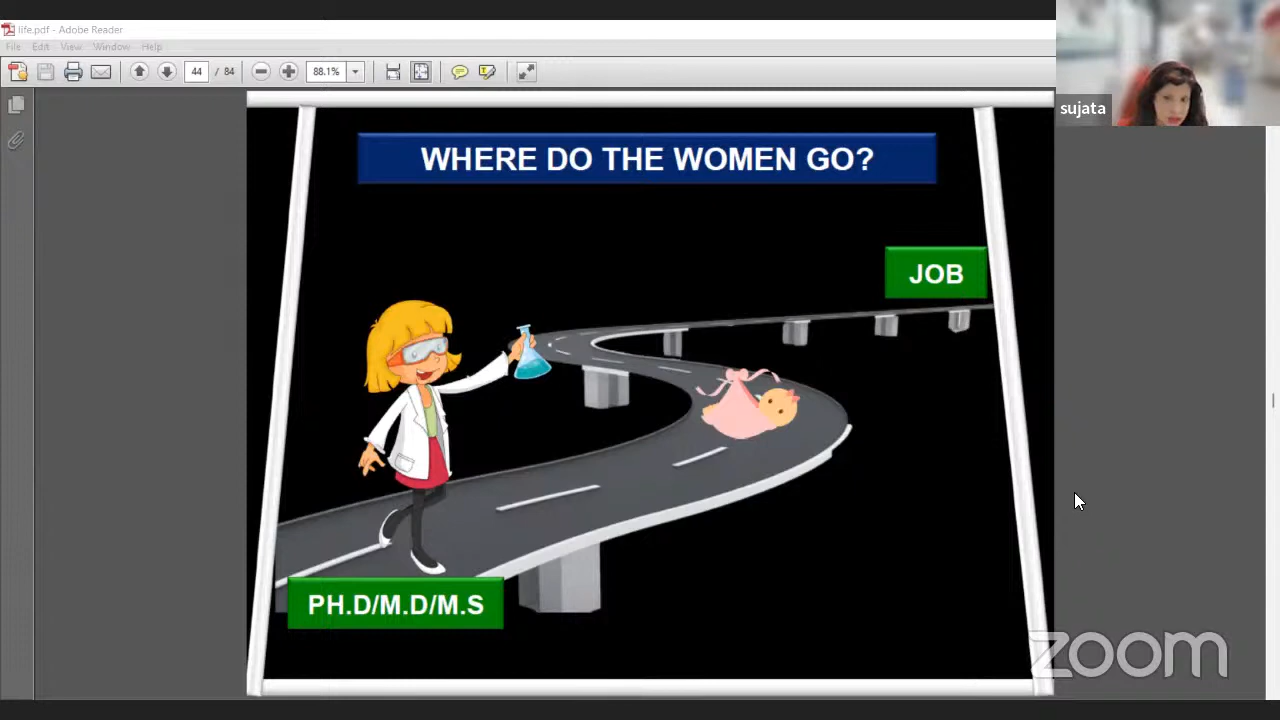 life.pdf - Adobe Reader
File Edit View Window Help
44 / 84 88.1%
sujata
WHERE DO THE WOMEN GO?
JOB
PH.D/M.D/M.S
zoom